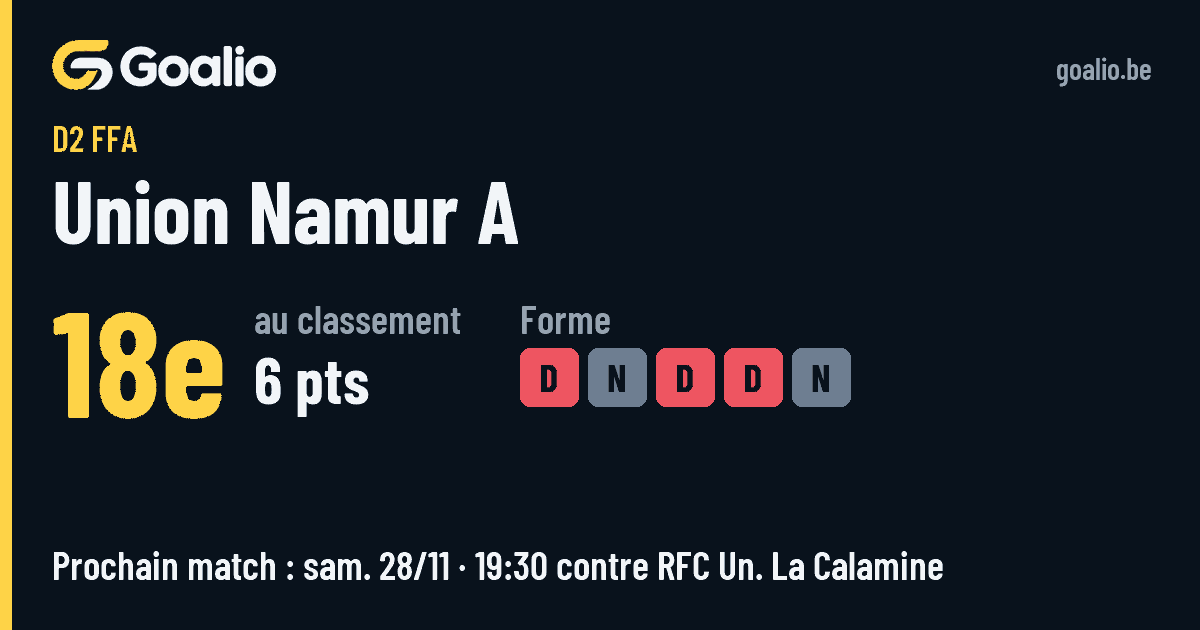 Goalio
goalio.be
D2 FFA
Union Namur A
18e
au classement
6 pts
Forme
D N D D N
Prochain match : sam. 28/11 · 19:30 contre RFC Un. La Calamine